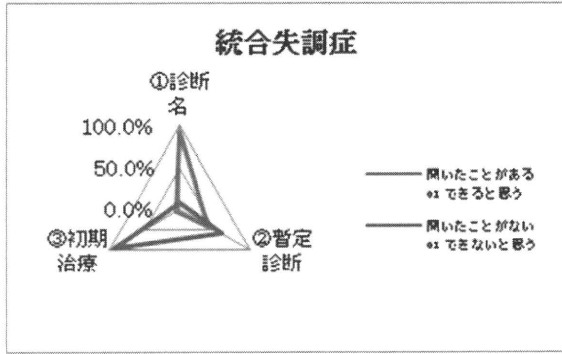 統合失調症
①診断
名
100.0%
50.0%
0.0%
③初期
治療
②暫定
診断
聞いたことがある
or できると思う
聞いたことがない
or できないと思う